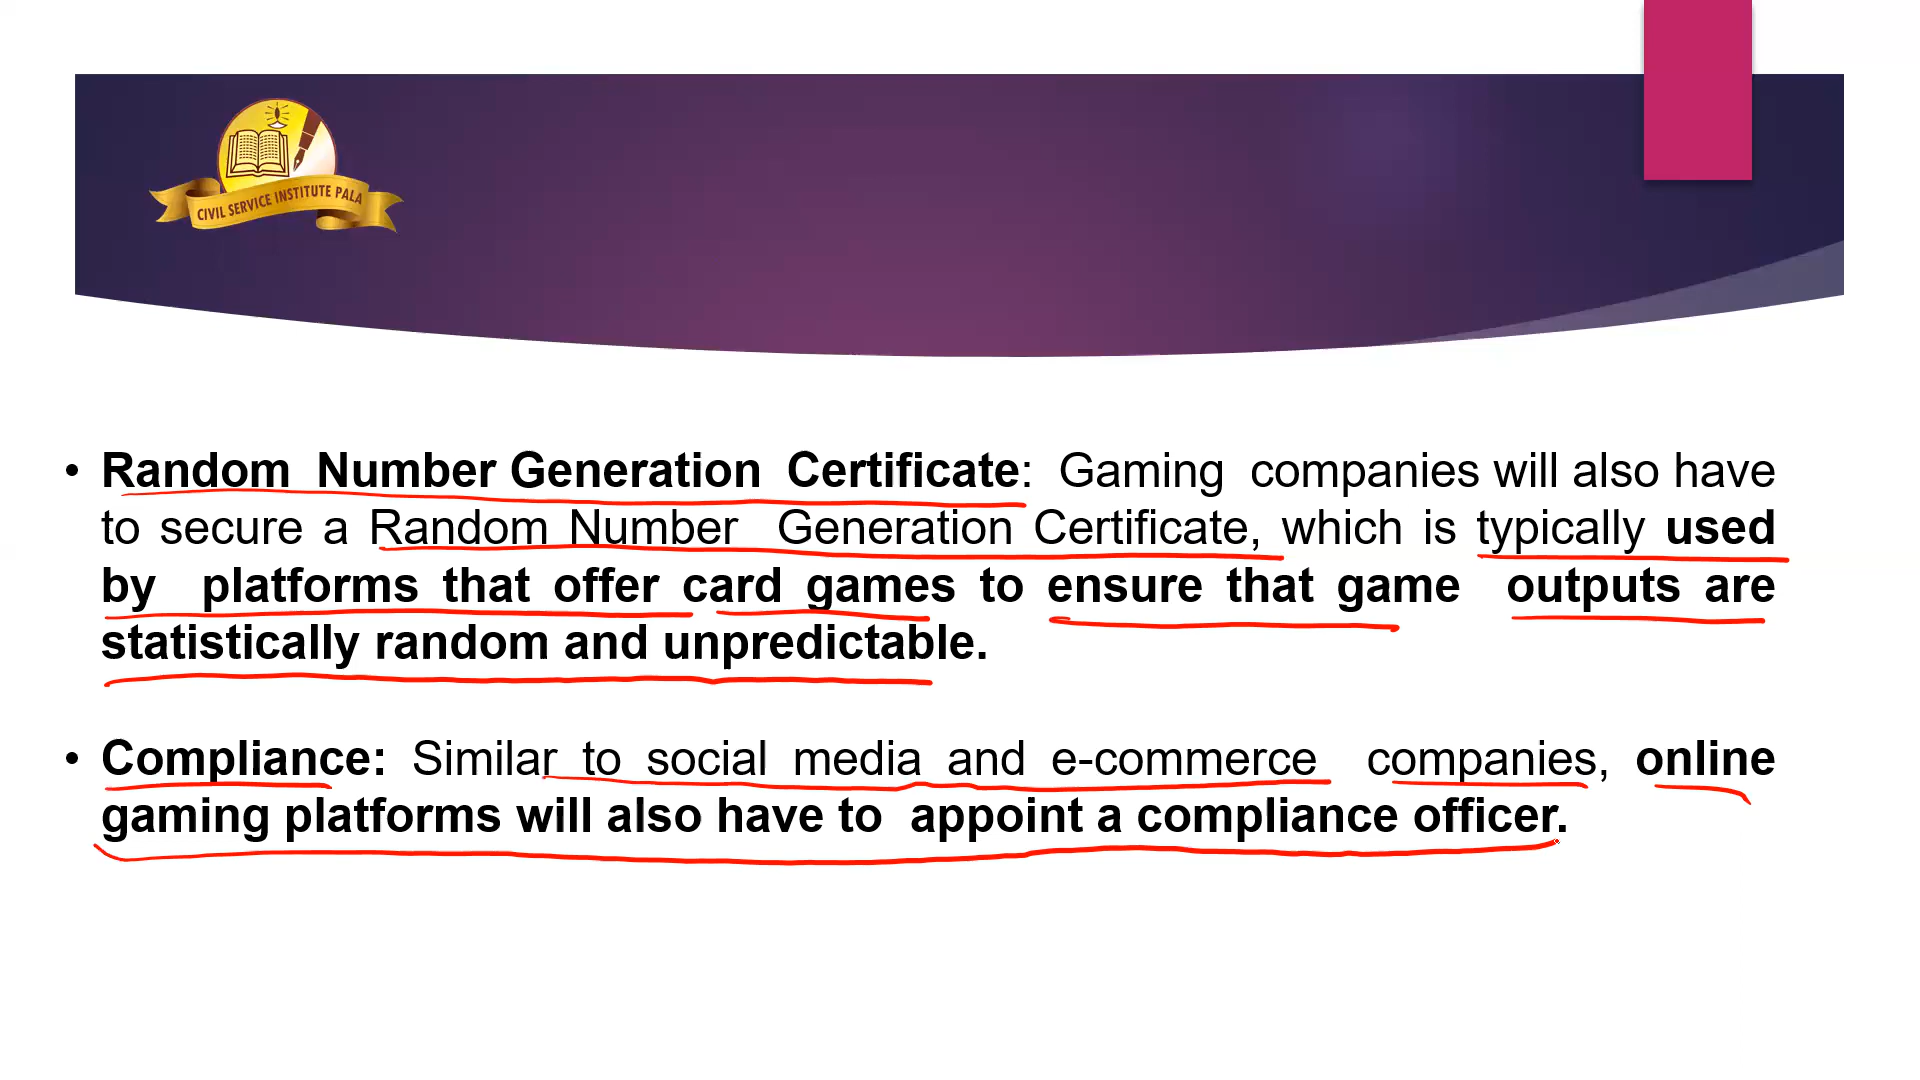 CIVIL SERVICE INSTITUTE PALA
• Random Number Generation Certificate: Gaming companies will also have
to secure a Random Number Generation Certificate, which is typically used
by platforms that offer card games to ensure that game outputs are
statistically random and unpredictable.
• Compliance: Similar to social media and e-commerce companies, online
gaming platforms will also have to appoint a compliance officer.